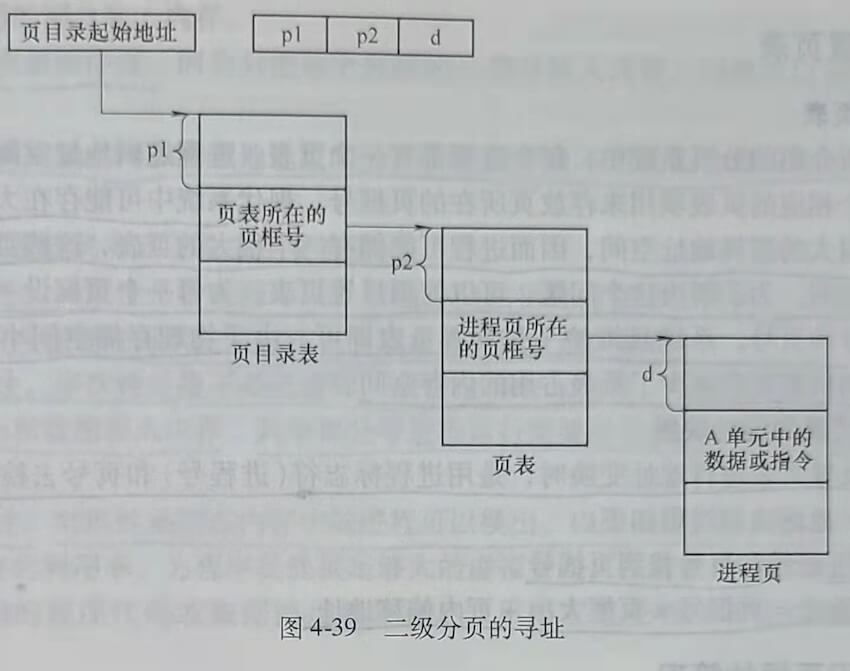 页目录起始地址
p1 p2 d
p1
页表所在的
页框号
页目录表
p2
进程页所在
的页框号
页表
d
A 单元中的
数据或指令
进程页
图 4-39 二级分页的寻址